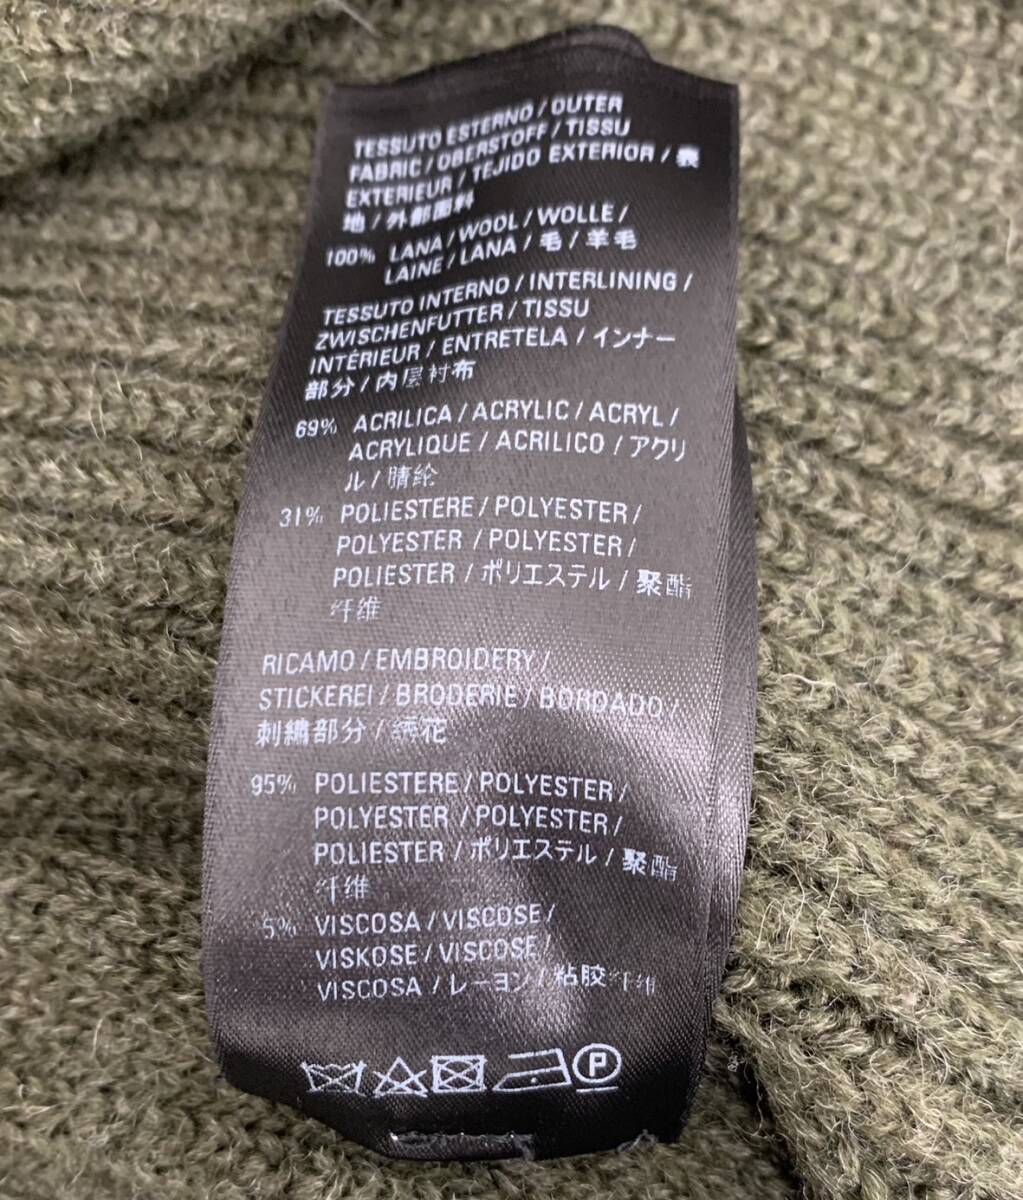 TESSUTO ESTERNO / OUTER
FABRIC / OBERSTOFF / TISSU
EXTERIEUR / TEJIDO EXTERIOR / 表
地 / 外部面料
100% LANA / WOOL / WOLLE /
LAINE / LANA / 毛 / 羊毛
TESSUTO INTERNO / INTERLINING /
ZWISCHENFUTTER / TISSU
INTÉRIEUR / ENTRETELA / インナー
部分 / 内层衬布
69% ACRILICA / ACRYLIC / ACRYL /
ACRYLIQUE / ACRILICO / アクリ
ル / 腈纶
31% POLIESTERE / POLYESTER /
POLYESTER / POLYESTER /
POLIESTER / ポリエステル / 聚酯
纤维
RICAMO / EMBROIDERY /
STICKEREI / BRODERIE / BORDADO /
刺繍部分 / 绣花
95% POLIESTERE / POLYESTER /
POLYESTER / POLYESTER /
POLIESTER / ポリエステル / 聚酯
纤维
5% VISCOSA / VISCOSE /
VISKOSE / VISCOSE /
VISCOSA / レーヨン / 粘胶纤维
P